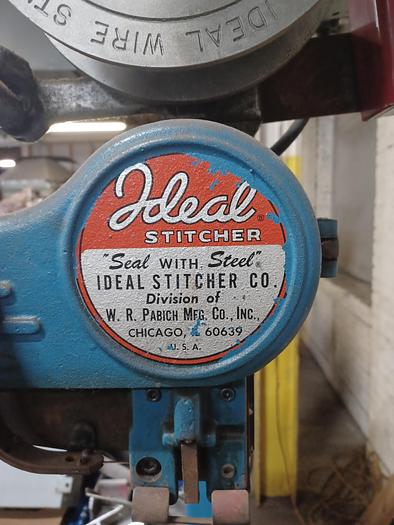 IDEAL WIRE ST
Ideal®
STITCHER
"Seal WITH Steel"
IDEAL STITCHER CO.
Division of
W. R. PABICH MFG. CO., INC.,
CHICAGO, 60639
U. S. A.